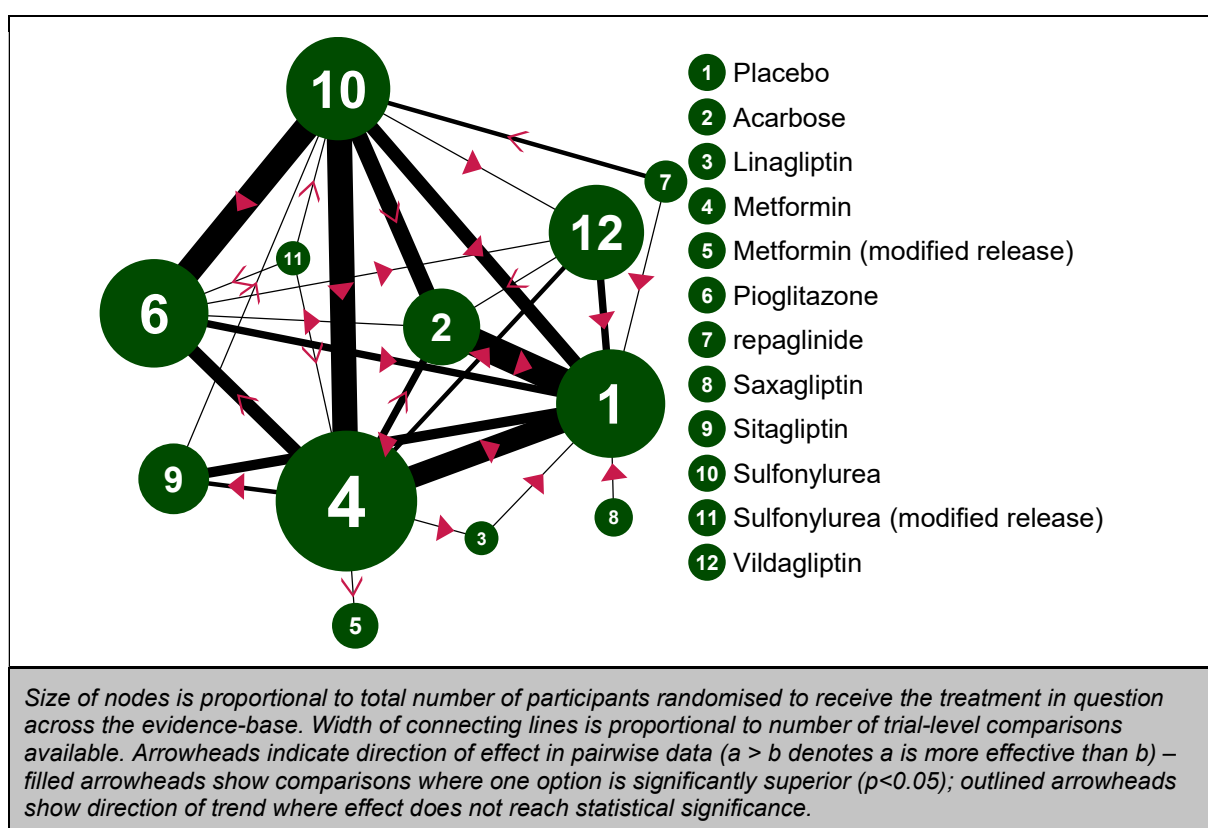 10
7
12
11
6
2
1
9
4
3
8
5
1 Placebo
2 Acarbose
3 Linagliptin
4 Metformin
5 Metformin (modified release)
6 Pioglitazone
7 repaglinide
8 Saxagliptin
9 Sitagliptin
10 Sulfonylurea
11 Sulfonylurea (modified release)
12 Vildagliptin
Size of nodes is proportional to total number of participants randomised to receive the treatment in question
across the evidence-base. Width of connecting lines is proportional to number of trial-level comparisons
available. Arrowheads indicate direction of effect in pairwise data (a > b denotes a is more effective than b) –
filled arrowheads show comparisons where one option is significantly superior (p<0.05); outlined arrowheads
show direction of trend where effect does not reach statistical significance.